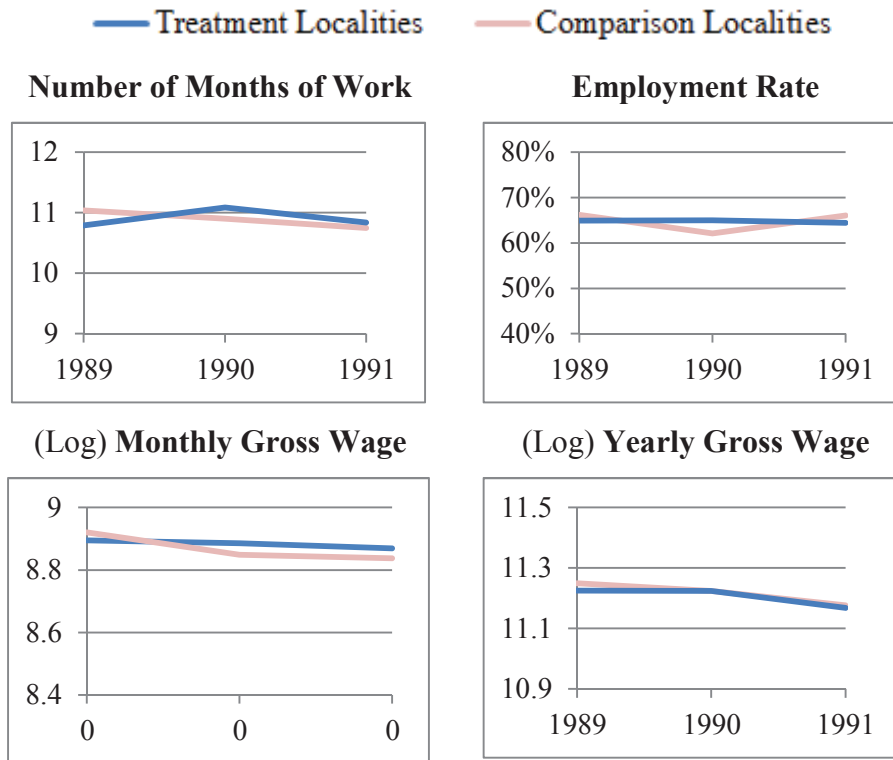 Treatment Localities Comparison Localities
Number of Months of Work
12
11
10
9
1989 1990 1991
Employment Rate
80%
70%
60%
50%
40%
1989 1990 1991
(Log) Monthly Gross Wage
9
8.8
8.6
8.4
0 0 0
(Log) Yearly Gross Wage
11.5
11.3
11.1
10.9
1989 1990 1991